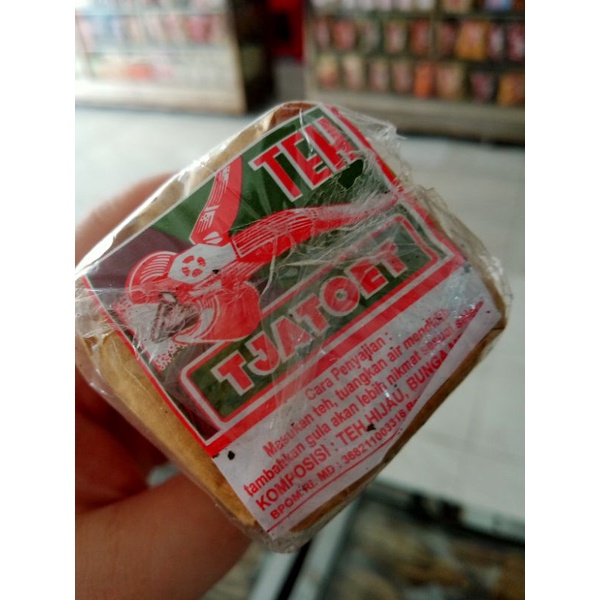 TEH
TJATOET
Cara Penyajian :
Masukan teh, tuangkan air mendidih
tambahkan gula akan lebih nikmat
KOMPOSISI : TEH HIJAU, BUNGA
BPOM RI. MD :